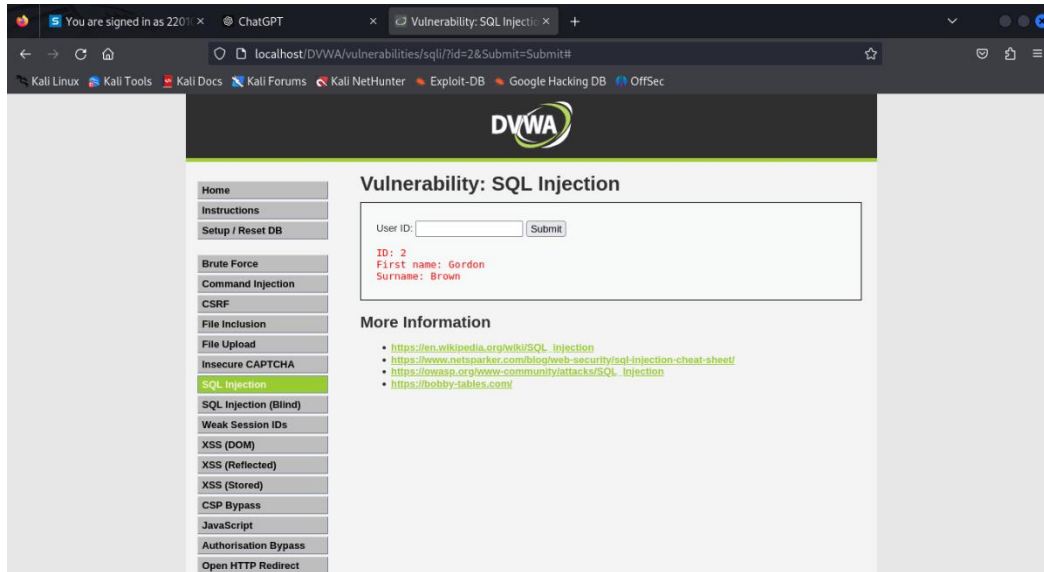 You are signed in as 2201
ChatGPT
Vulnerability: SQL Injectio
localhost/DVWA/vulnerabilities/sqli/?id=2&Submit=Submit#
Kali Linux Kali Tools Kali Docs Kali Forums Kali NetHunter Exploit-DB Google Hacking DB OffSec
DVWA
Home
Instructions
Setup / Reset DB
Brute Force
Command Injection
CSRF
File Inclusion
File Upload
Insecure CAPTCHA
SQL Injection
SQL Injection (Blind)
Weak Session IDs
XSS (DOM)
XSS (Reflected)
XSS (Stored)
CSP Bypass
JavaScript
Authorisation Bypass
Open HTTP Redirect
Vulnerability: SQL Injection
User ID: Submit
ID: 2
First name: Gordon
Surname: Brown
More Information
https://en.wikipedia.org/wiki/SQL_injection
https://www.netsparker.com/blog/web-security/sql-injection-cheat-sheet/
https://owasp.org/www-community/attacks/SQL_Injection
https://bobby-tables.com/